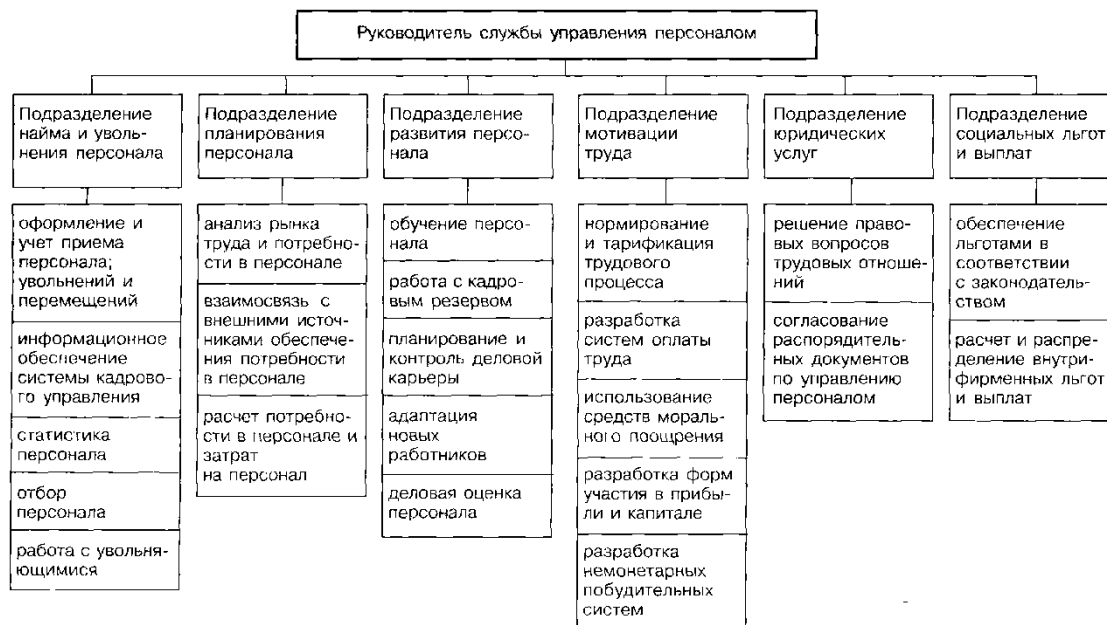 Руководитель службы управления персоналом
Подразделение
найма и уволь-
нения персонала
оформление и
учет приема
персонала;
увольнений и
перемещений
информационное
обеспечение
системы кадрово-
го управления
статистика
персонала
отбор
персонала
работа с увольня-
ющимися
Подразделение
планирования
персонала
анализ рынка
труда и потребно-
сти в персонале
взаимосвязь с
внешними источ-
никами обеспече-
ния потребности
в персонале
расчет потребно-
сти в персонале и
затрат
на персонал
Подразделение
развития персо-
нала
обучение персо-
нала
работа с кадро-
вым резервом
планирование и
контроль деловой
карьеры
адаптация
новых
работников
деловая оценка
персонала
Подразделение
мотивации
труда
нормирование
и тарификация
трудового
процесса
разработка
систем оплаты
труда
использование
средств мораль-
ного поощрения
разработка форм
участия в прибы-
ли и капитале
разработка
немонетарных
побудительных
систем
Подразделение
юридических
услуг
решение право-
вых вопросов
трудовых отноше-
ний
согласование
распорядитель-
ных документов
по управлению
персоналом
Подразделение
социальных льгот
и выплат
обеспечение
льготами в
соответствии
с законодатель-
ством
расчет и распре-
деление внутри-
фирменных льгот
и выплат